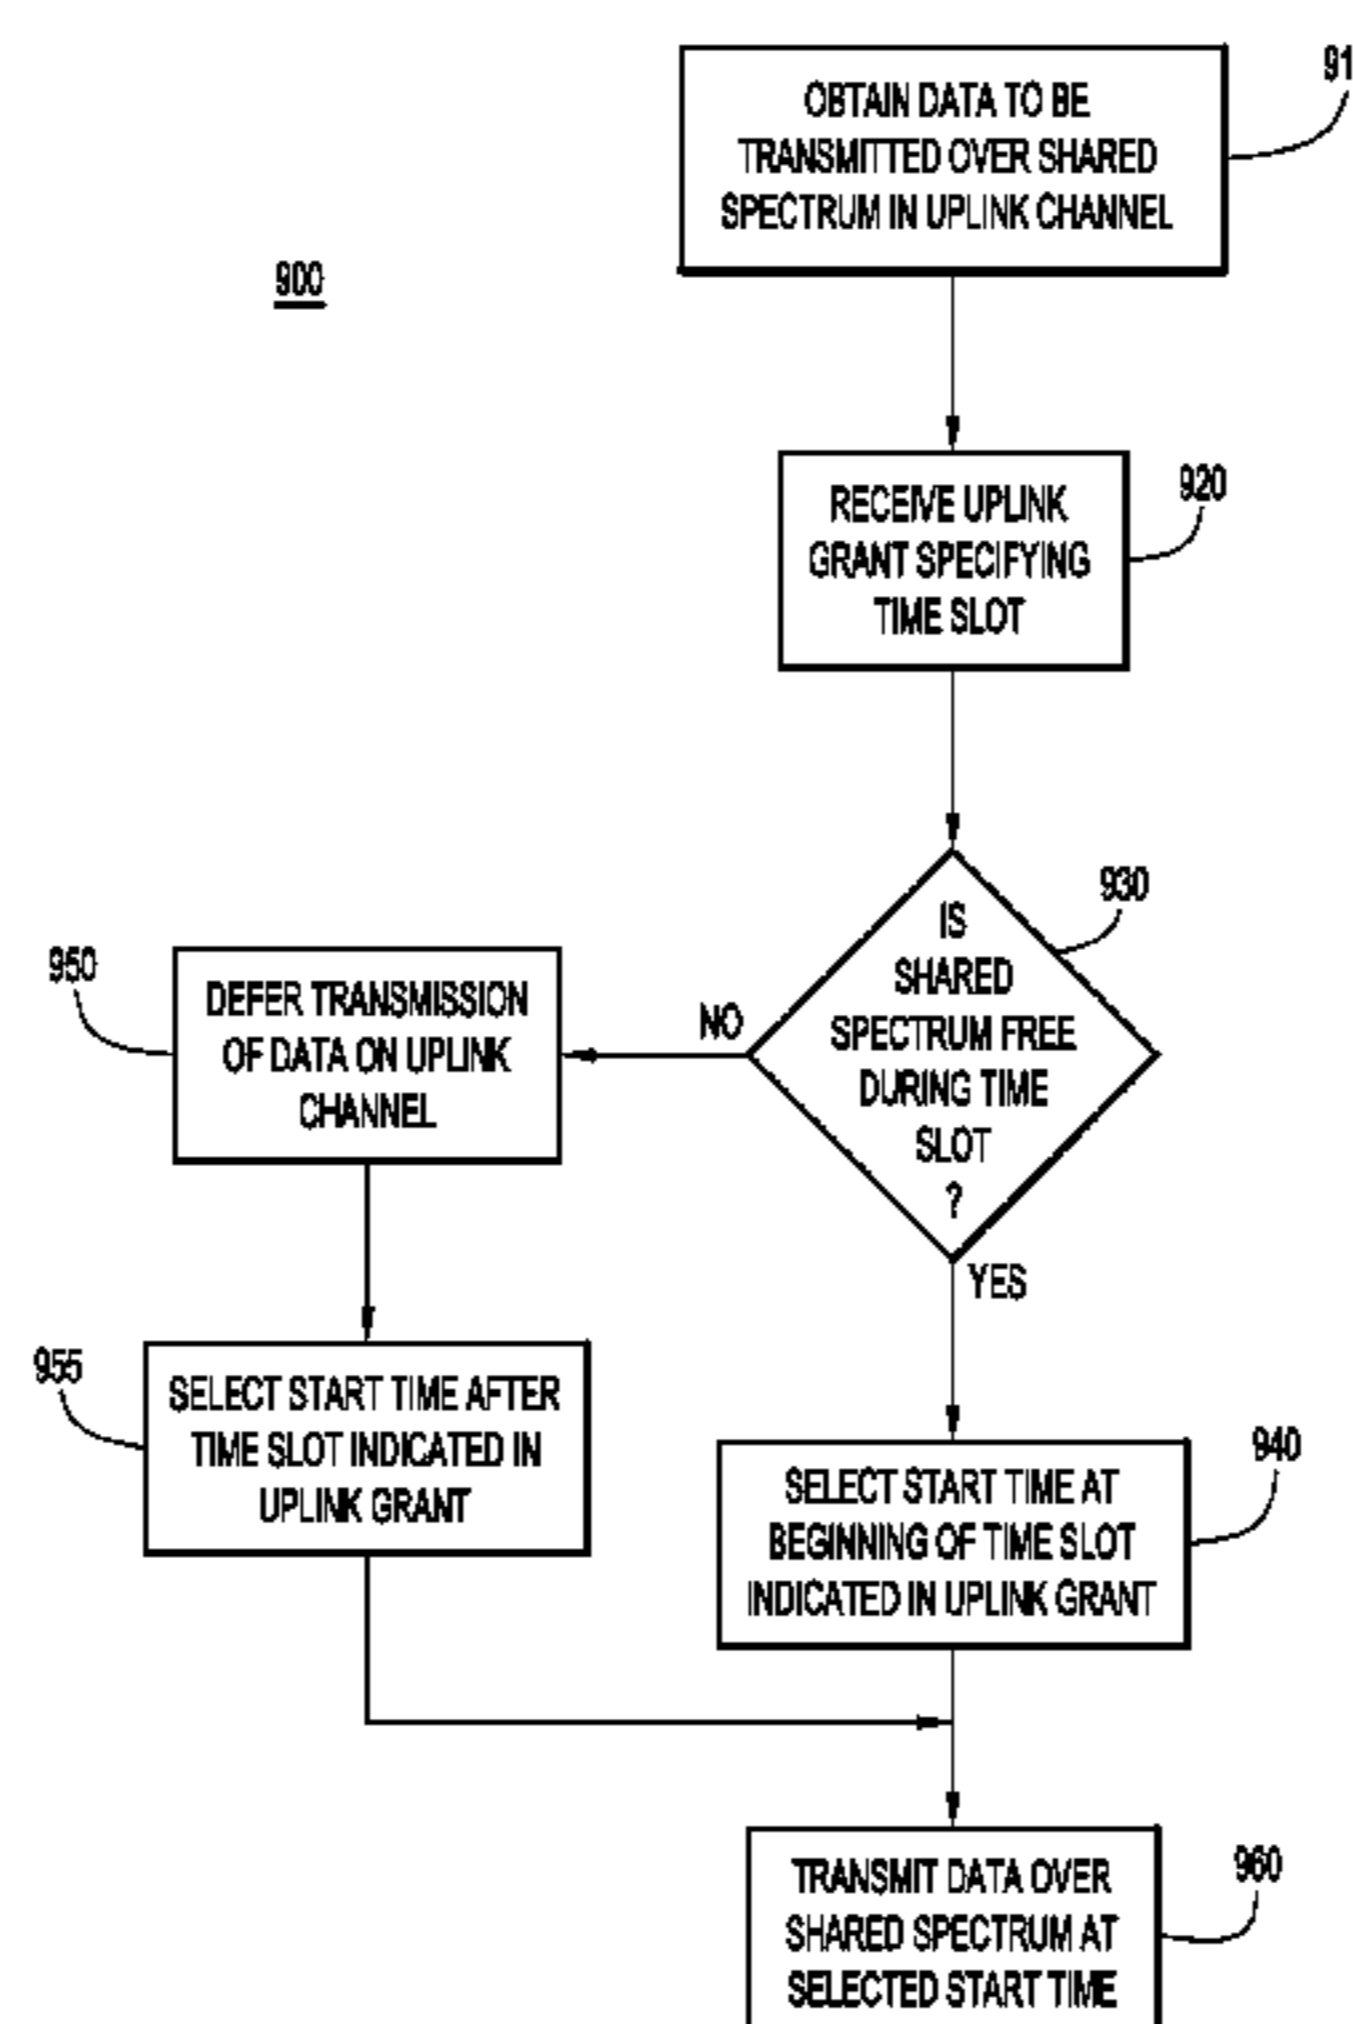 91
OBTAIN DATA TO BE
TRANSMITTED OVER SHARED
SPECTRUM IN UPLINK CHANNEL
900
920
RECEIVE UPLINK
GRANT SPECIFYING
TIME SLOT
930
IS
SHARED
SPECTRUM FREE
DURING TIME
SLOT
?
NO
YES
950
DEFER TRANSMISSION
OF DATA ON UPLINK
CHANNEL
955
SELECT START TIME AFTER
TIME SLOT INDICATED IN
UPLINK GRANT
940
SELECT START TIME AT
BEGINNING OF TIME SLOT
INDICATED IN UPLINK GRANT
960
TRANSMIT DATA OVER
SHARED SPECTRUM AT
SELECTED START TIME